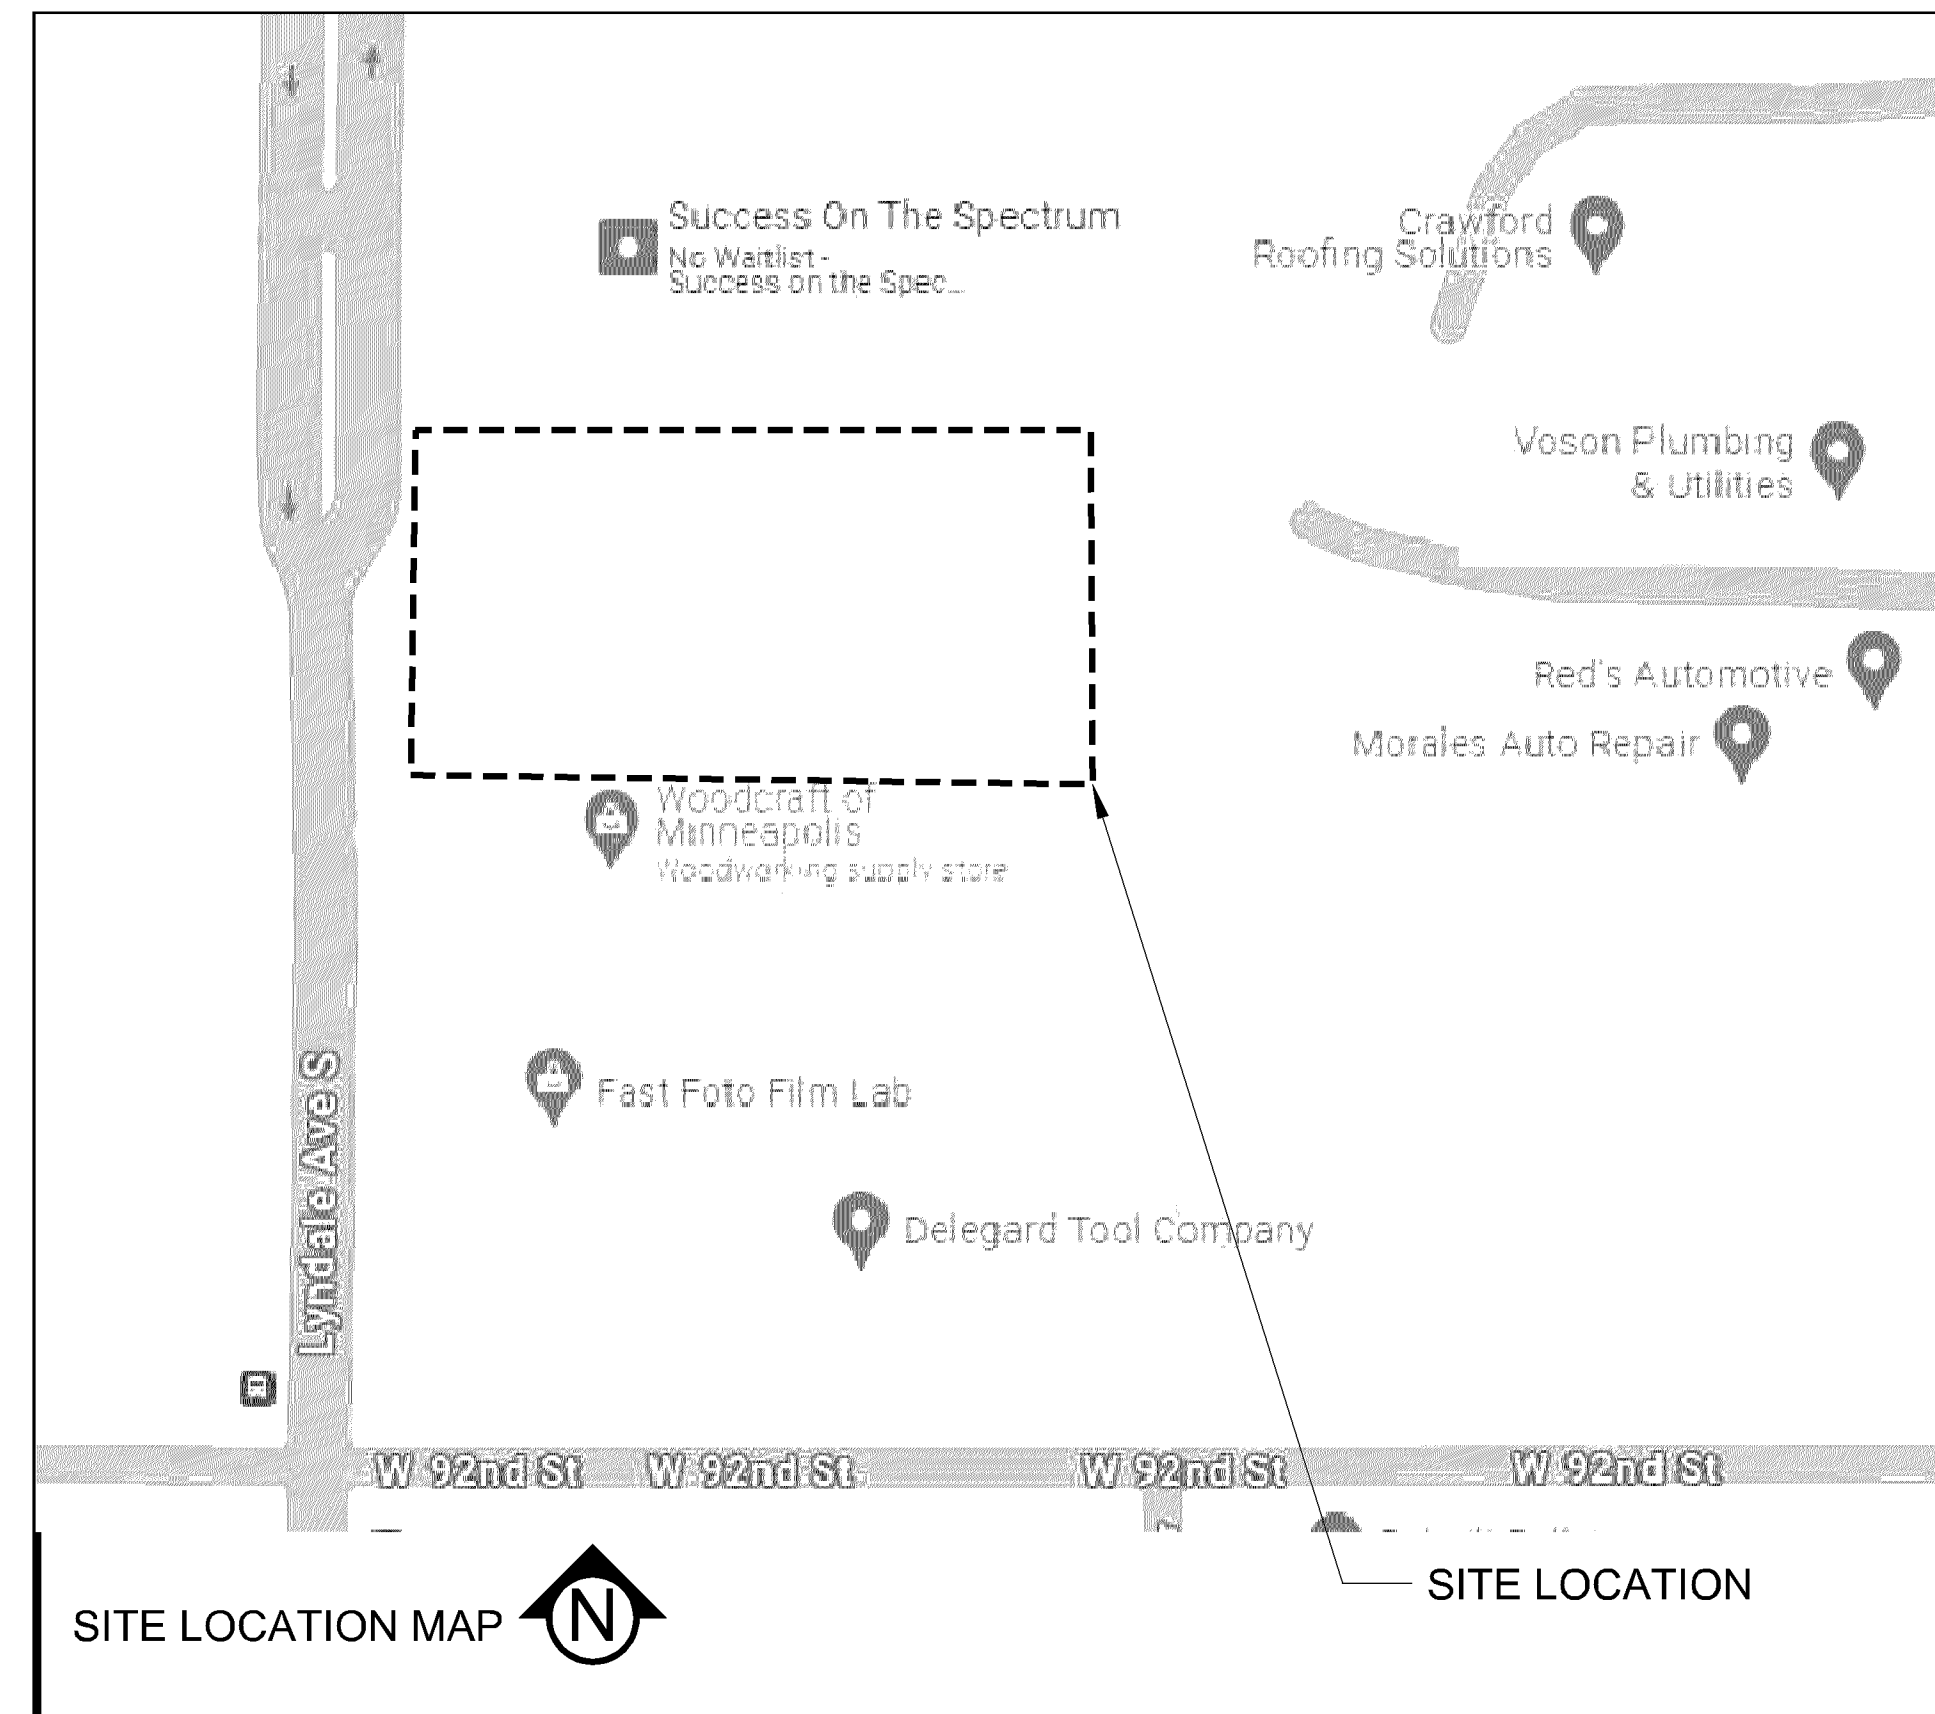 Success On The Spectrum
No Waitlist -
Success on the Spec...
Crawford
Roofing Solutions
Voson Plumbing
& Utilities
Red's Automotive
Morales Auto Repair
Woodcraft of
Minneapolis
Woodworking supply store
Fast Foto Film Lab
Delegard Tool Company
Lyndale Ave S
W 92nd St
W 92nd St
W 92nd St
W 92nd St
SITE LOCATION
SITE LOCATION MAP
N